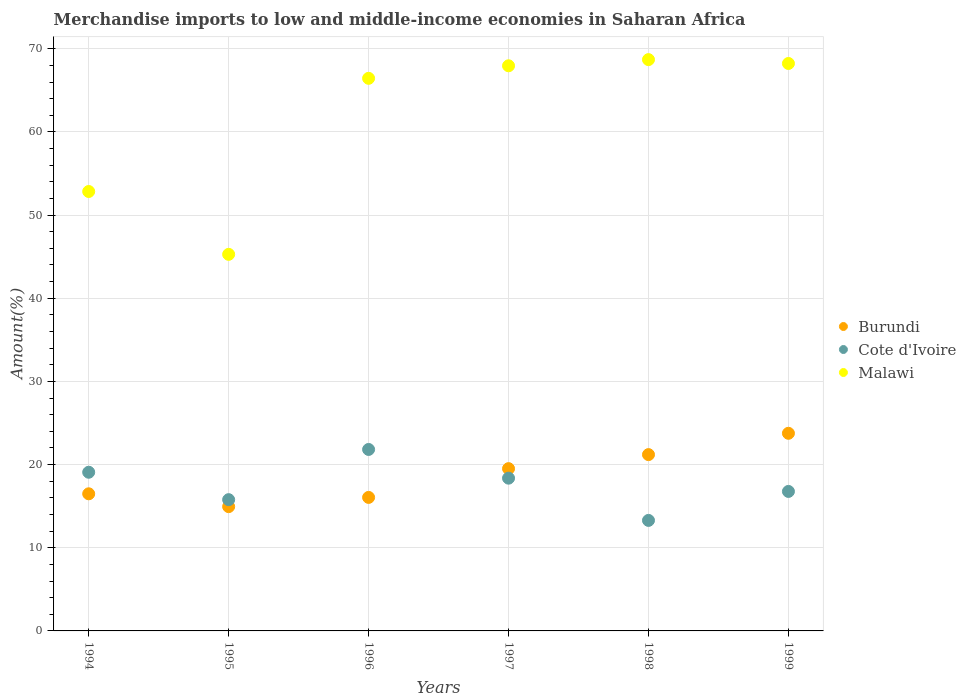 Merchandise imports to low and middle-income economies in Saharan Africa
70
60
50
40
30
20
10
0
Amount(%)
1994
1995
1996
1997
1998
1999
Years
Burundi
Cote d'Ivoire
Malawi